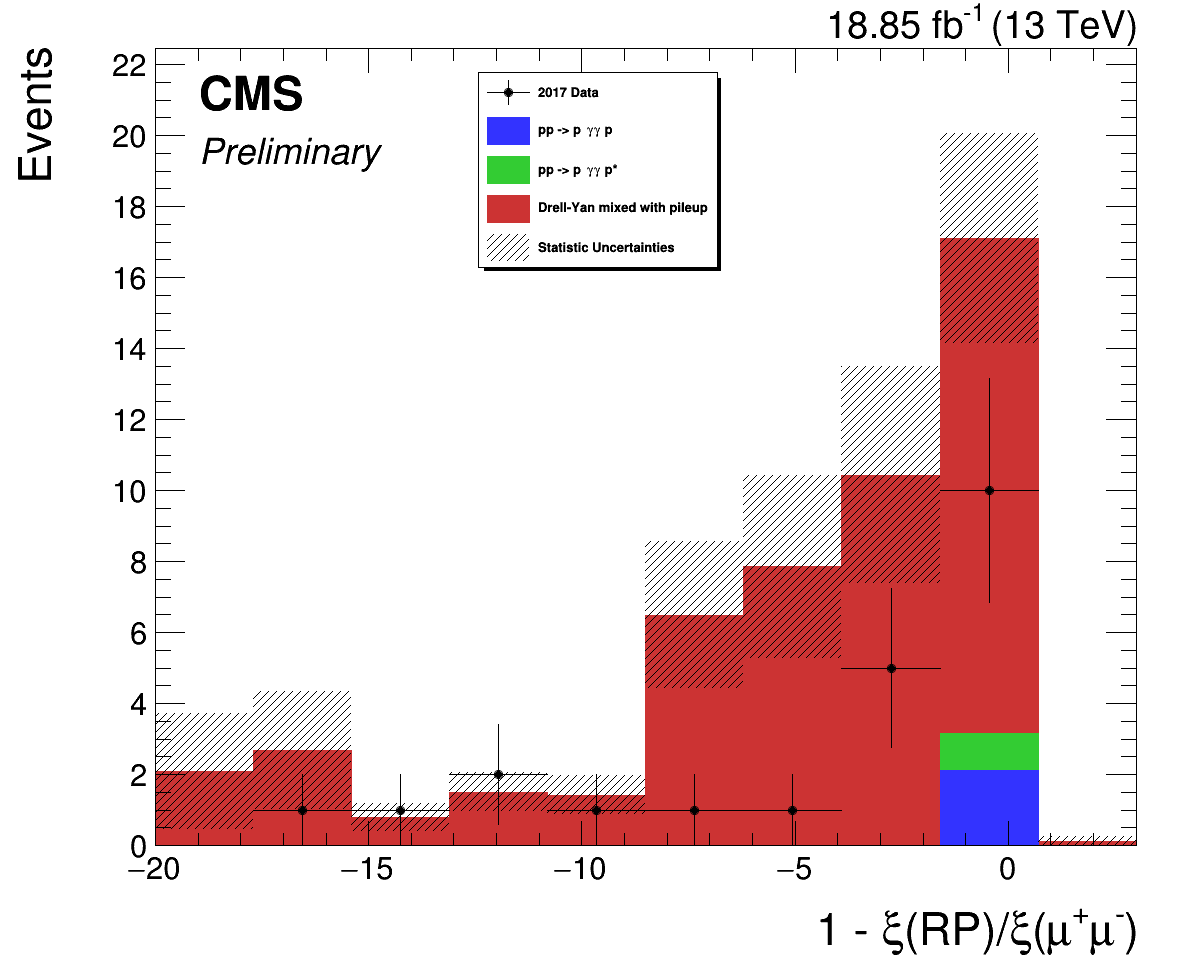 18.85 fb⁻¹ (13 TeV)
Events
CMS
Preliminary
2017 Data
pp -> p γγ p
pp -> p γγ p*
Drell-Yan mixed with pileup
Statistic Uncertainties
22
20
18
16
14
12
10
8
6
4
2
0
−20 −15 −10 −5 0
1 - ξ(RP)/ξ(μ⁺μ⁻)